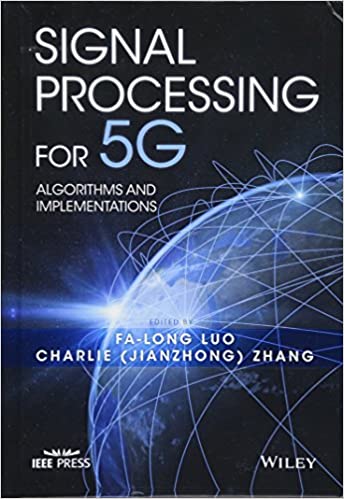 SIGNAL
PROCESSING
FOR 5G
ALGORITHMS AND
IMPLEMENTATIONS
EDITED BY
FA-LONG LUO
CHARLIE (JIANZHONG) ZHANG
IEEE PRESS
WILEY